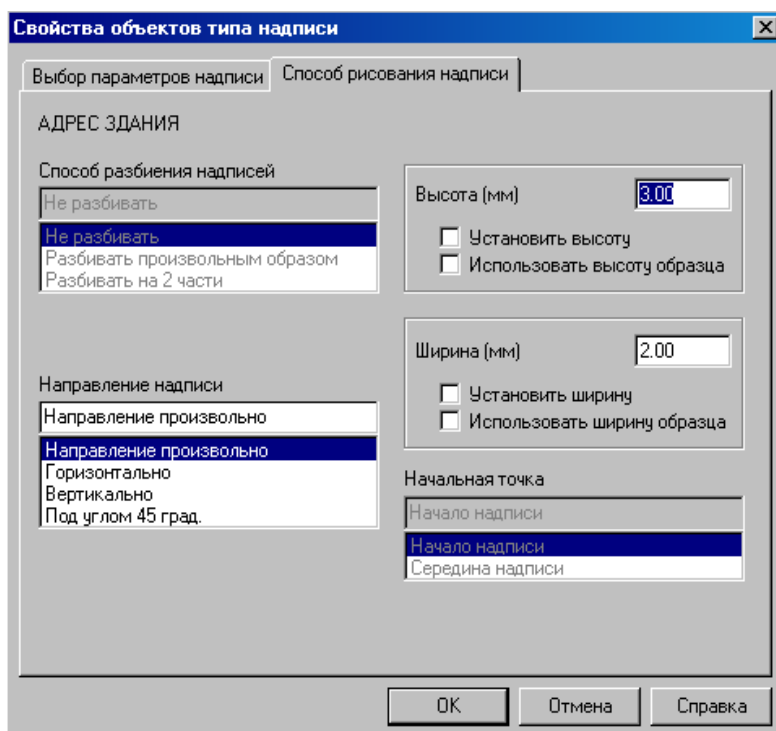 Свойства объектов типа надписи
Выбор параметров надписи
Способ рисования надписи
АДРЕС ЗДАНИЯ
Способ разбиения надписей
Не разбивать
Не разбивать
Разбивать произвольным образом
Разбивать на 2 части
Направление надписи
Направление произвольно
Направление произвольно
Горизонтально
Вертикально
Под углом 45 град.
Высота (мм) 3.00
Установить высоту
Использовать высоту образца
Ширина (мм) 2.00
Установить ширину
Использовать ширину образца
Начальная точка
Начало надписи
Начало надписи
Середина надписи
OK
Отмена
Справка